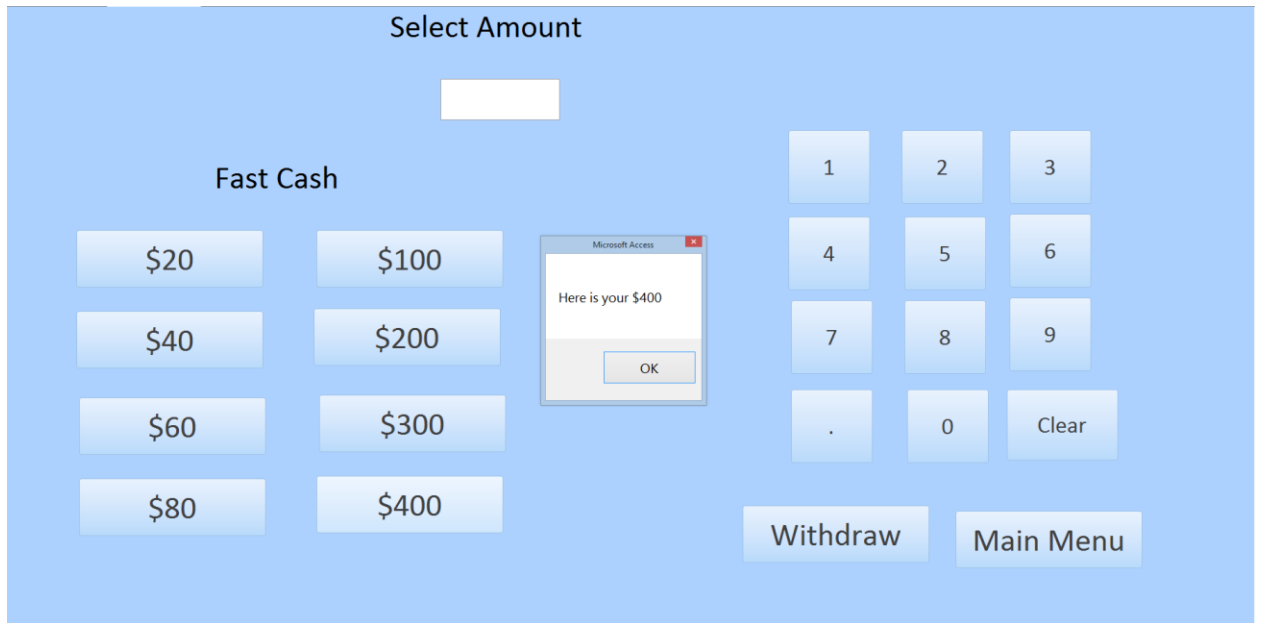 Select Amount
Fast Cash
$20
$100
$40
$200
$60
$300
$80
$400
Microsoft Access
Here is your $400
OK
1 2 3
4 5 6
7 8 9
. 0 Clear
Withdraw
Main Menu